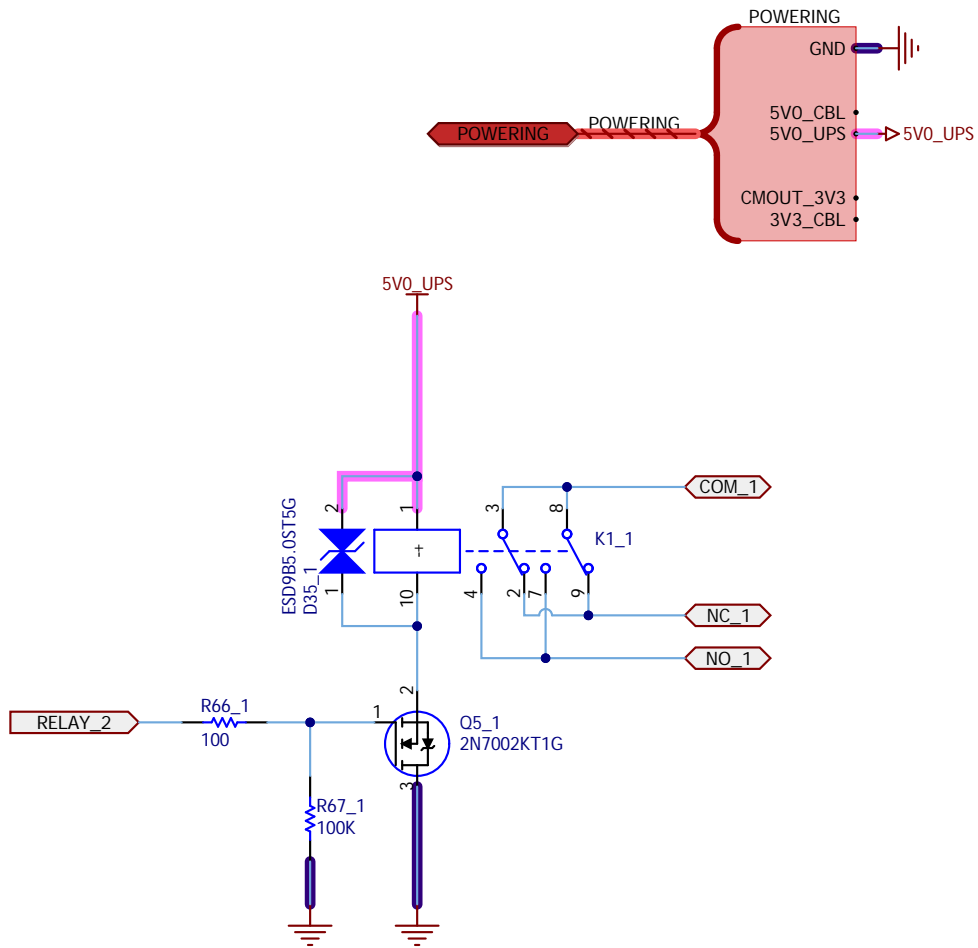 POWERING
GND
5V0_CBL
POWERING
POWERING
5V0_UPS
5V0_UPS
CMOUT_3V3
3V3_CBL
5V0_UPS
COM_1
3
8
K1_1
2
1
ESD9B5.0ST5G
D35_1
1
10
4
2
7
9
NC_1
NO_1
2
R66_1
1
Q5_1
RELAY_2
100
2N7002KT1G
3
R67_1
100K